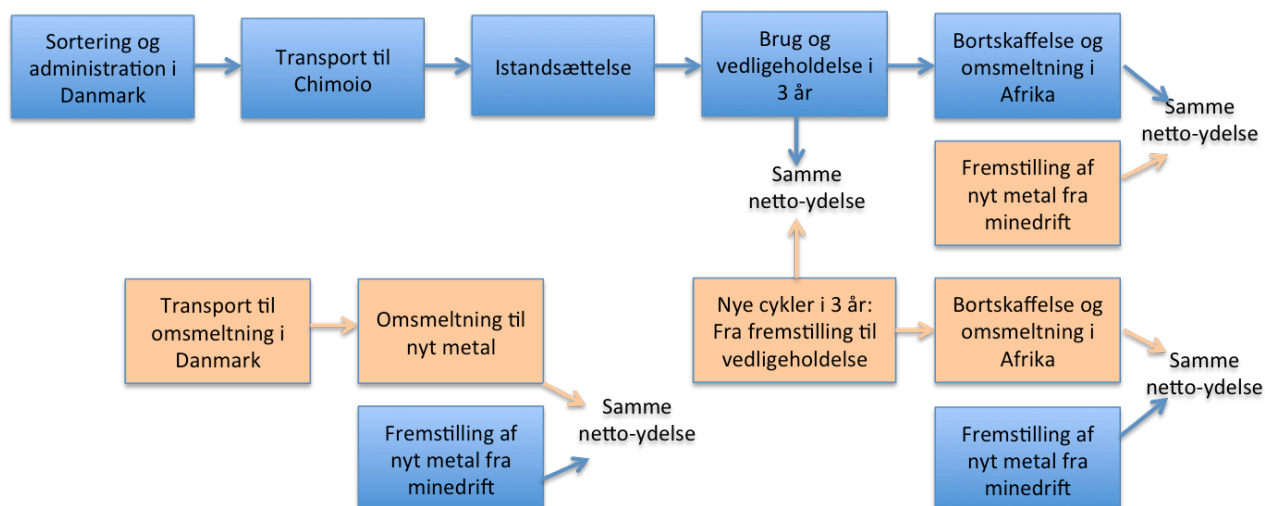 Sortering og
administration i
Danmark
Transport til
Chimoio
Istandsættelse
Brug og
vedligeholdelse i
3 år
Bortskaffelse og
omsmeltning i
Afrika
Samme
netto-ydelse
Samme
netto-ydelse
Fremstilling af
nyt metal fra
minedrift
Transport til
omsmeltning i
Danmark
Omsmeltning til
nyt metal
Nye cykler i 3 år:
Fra fremstilling til
vedligeholdelse
Bortskaffelse og
omsmeltning i
Afrika
Samme
netto-ydelse
Samme
netto-ydelse
Fremstilling af
nyt metal fra
minedrift
Fremstilling af
nyt metal fra
minedrift